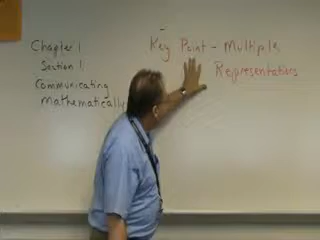 Chapter 1
Section 1
Communicating
Mathematically
Key Point - Multiple
Representations